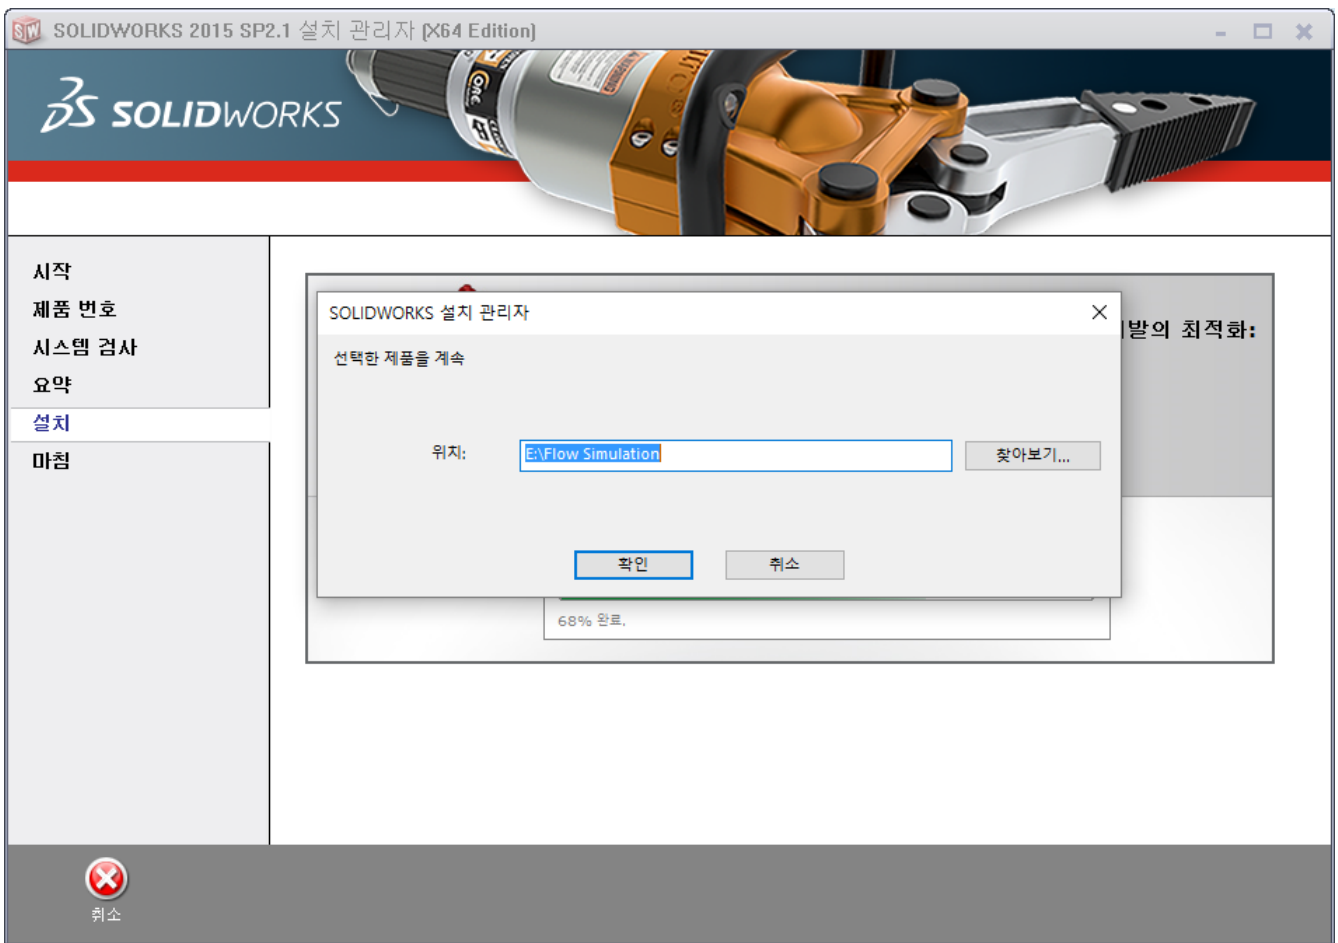 SOLIDWORKS 2015 SP2.1 설치 관리자 (X64 Edition)
SOLIDWORKS
시작
제품 번호
시스템 검사
요약
설치
마침
발의 최적화:
SOLIDWORKS 설치 관리자
선택한 제품을 계속
위치:
E:\Flow Simulation
찾아보기...
확인
취소
68% 완료.
취소